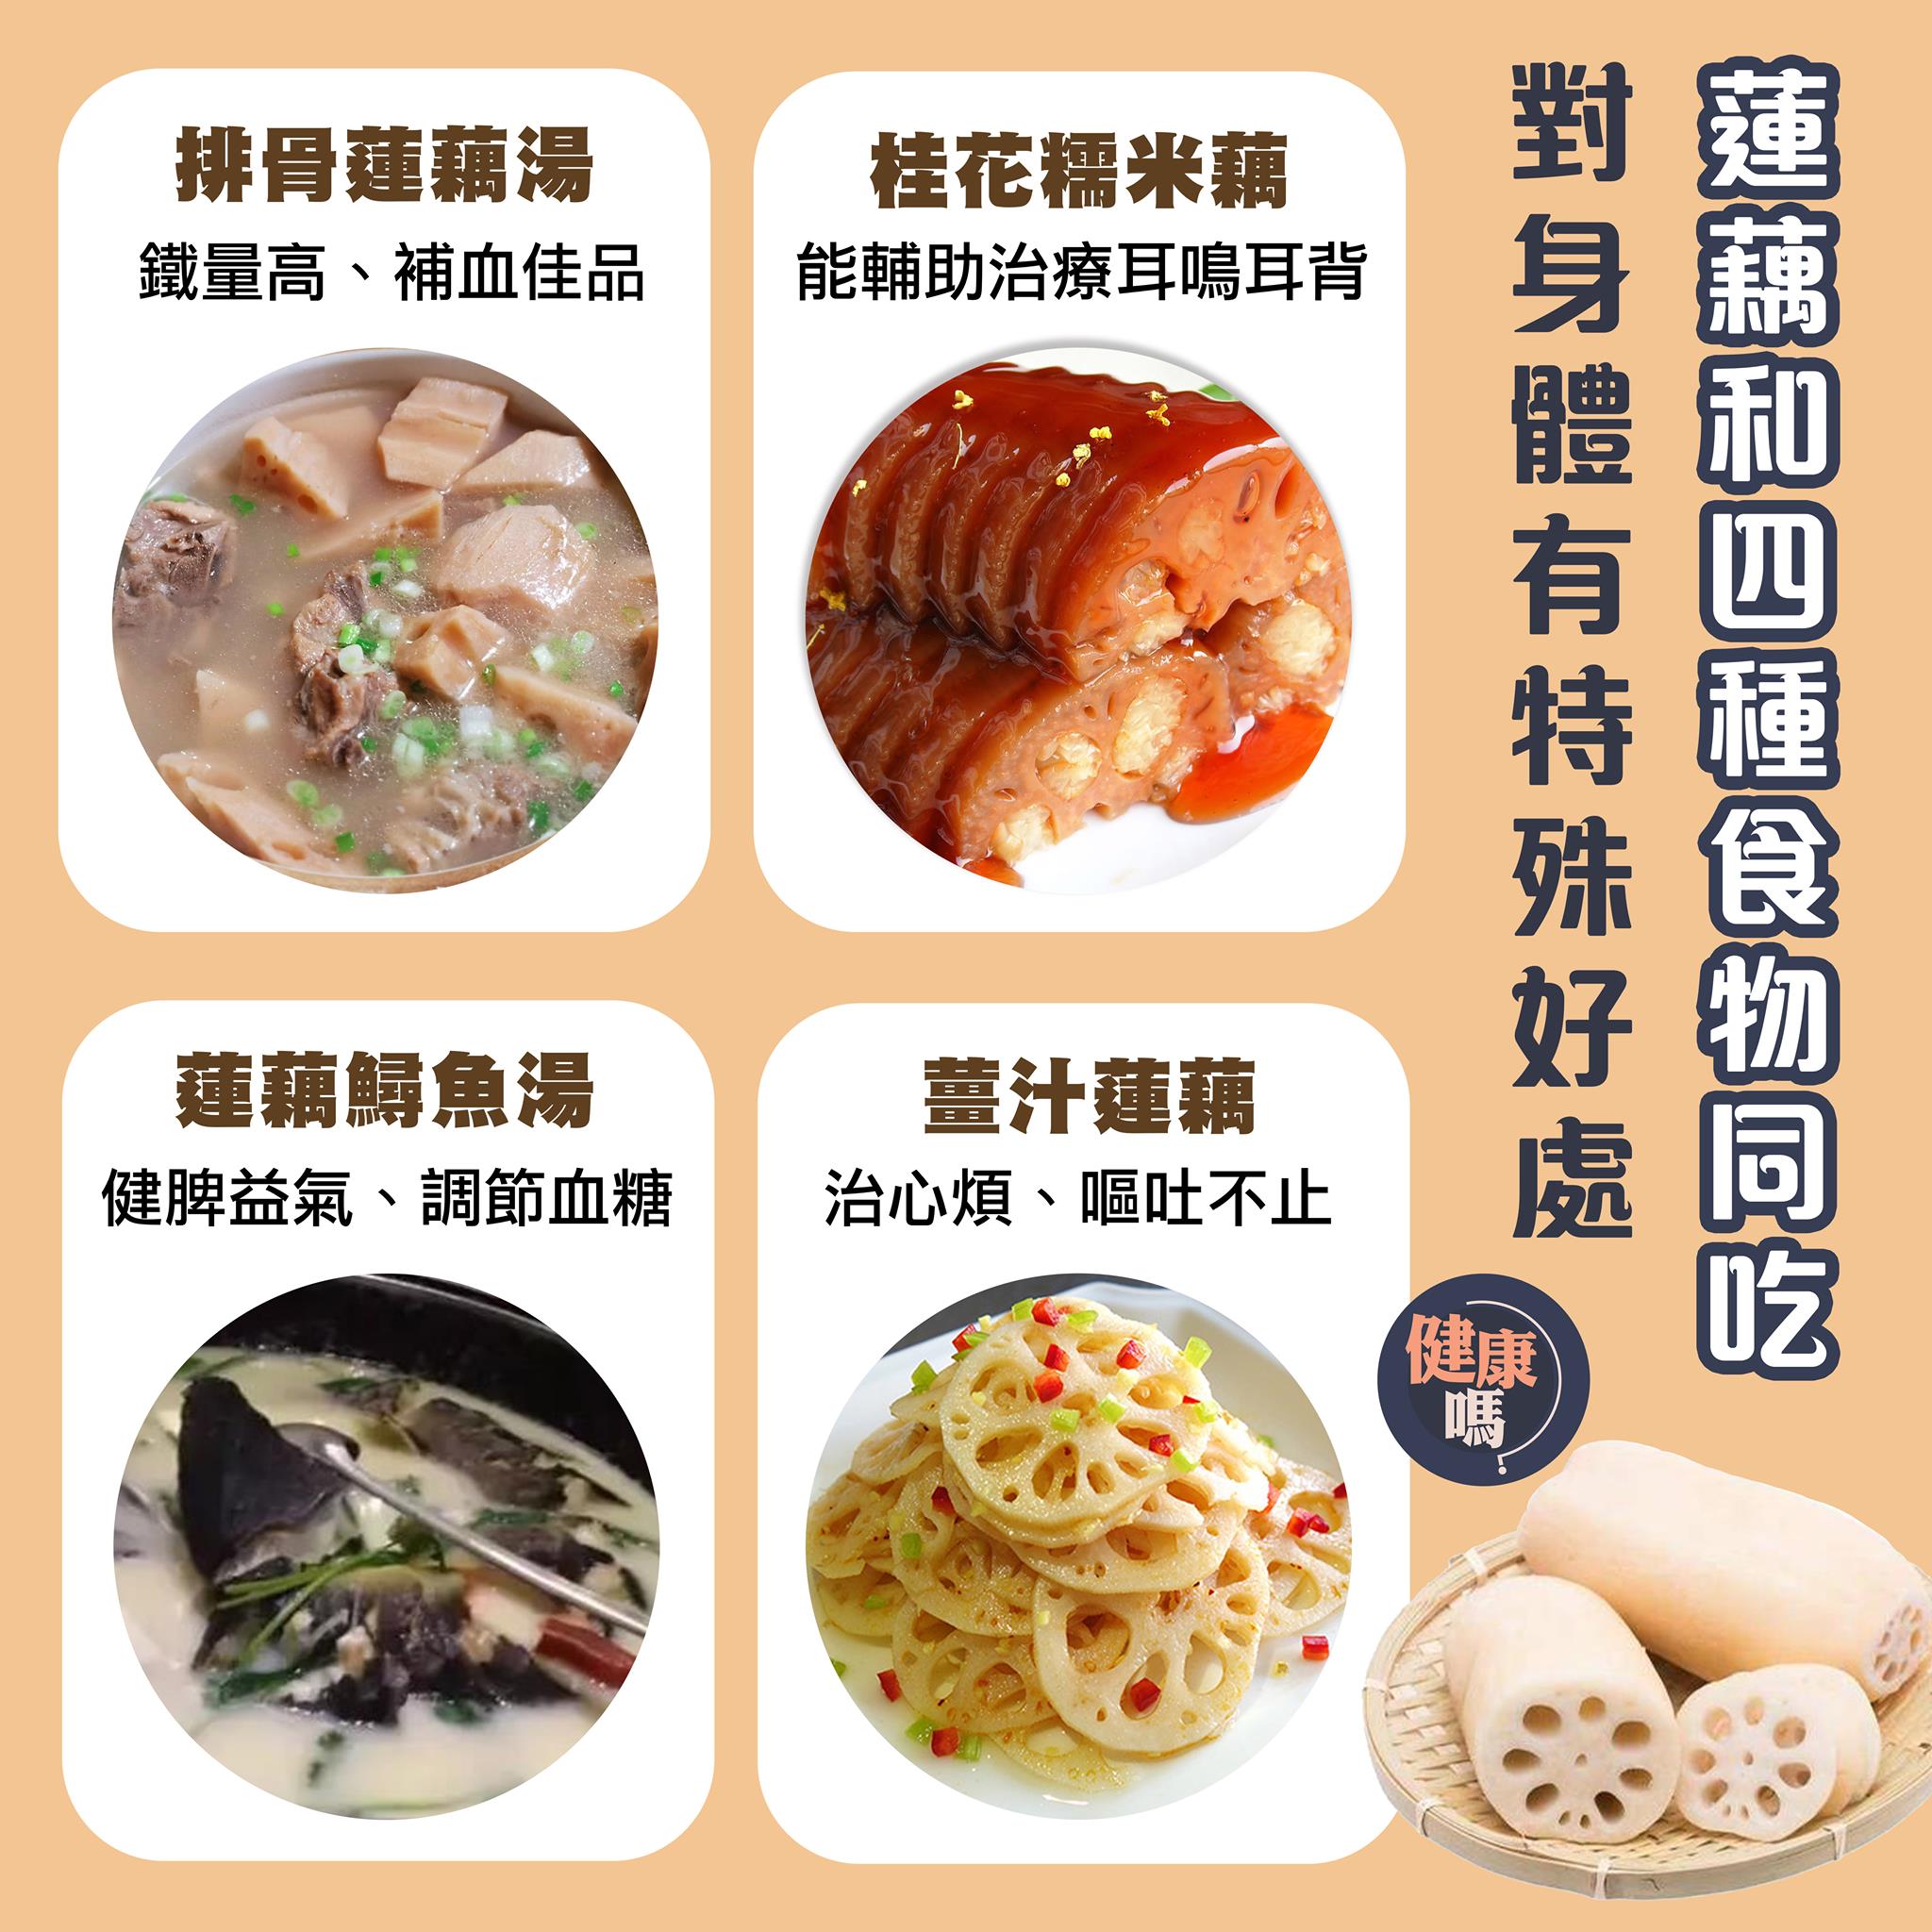 蓮藕和四種食物同吃
對身體有特殊好處
排骨蓮藕湯
鐵量高、補血佳品
桂花糯米藕
能輔助治療耳鳴耳背
蓮藕鱘魚湯
健脾益氣、調節血糖
薑汁蓮藕
治心煩、嘔吐不止
健康
嗎?